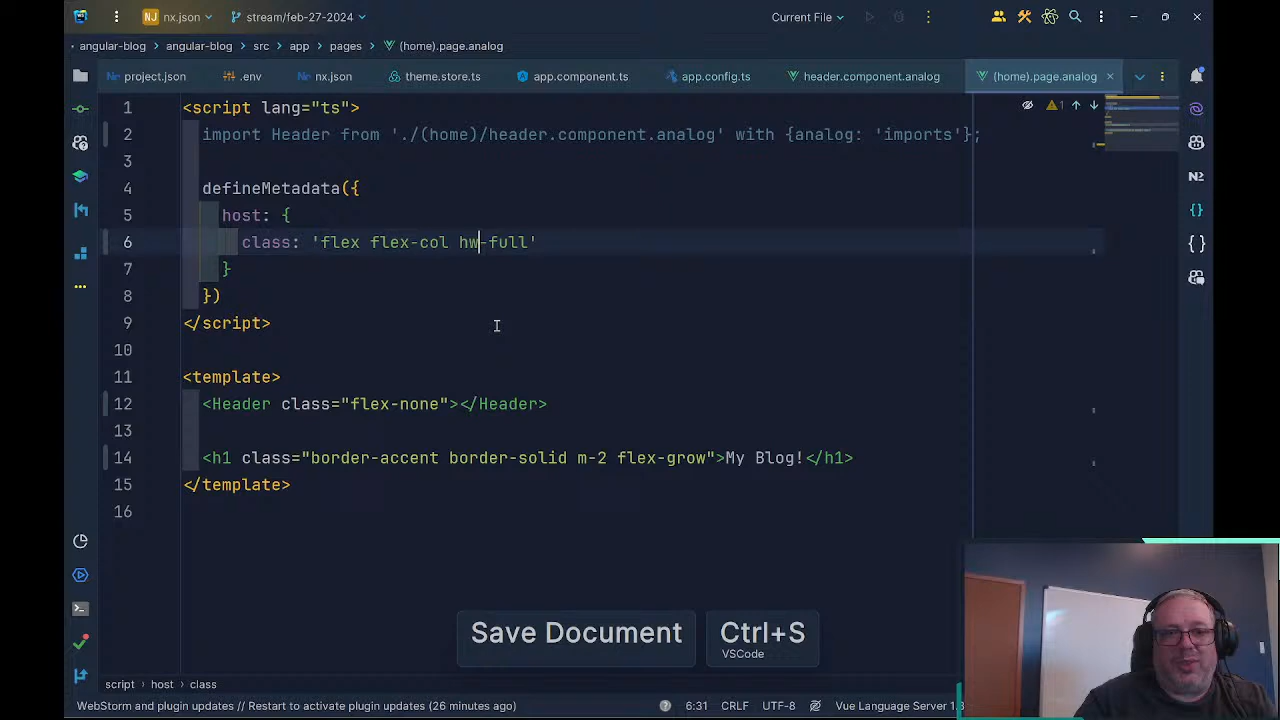 NJ nx.json stream/feb-27-2024 Current File
angular-blog angular-blog src app pages (home).page.analog
project.json .env nx.json theme.store.ts app.component.ts app.config.ts header.component.analog (home).page.analog
1 <script lang="ts">
2 import Header from './(home)/header.component.analog' with {analog: 'imports'};
3
4 defineMetadata({
5 host: {
6 class: 'flex flex-col hw-full'
7 }
8 })
9 </script>
10
11 <template>
12 <Header class="flex-none"></Header>
13
14 <h1 class="border-accent border-solid m-2 flex-grow">My Blog!</h1>
15 </template>
16
1
N2
Save Document Ctrl+S
VSCode
script host class
WebStorm and plugin updates // Restart to activate plugin updates (26 minutes ago) 6:31 CRLF UTF-8 Vue Language Server 1.8